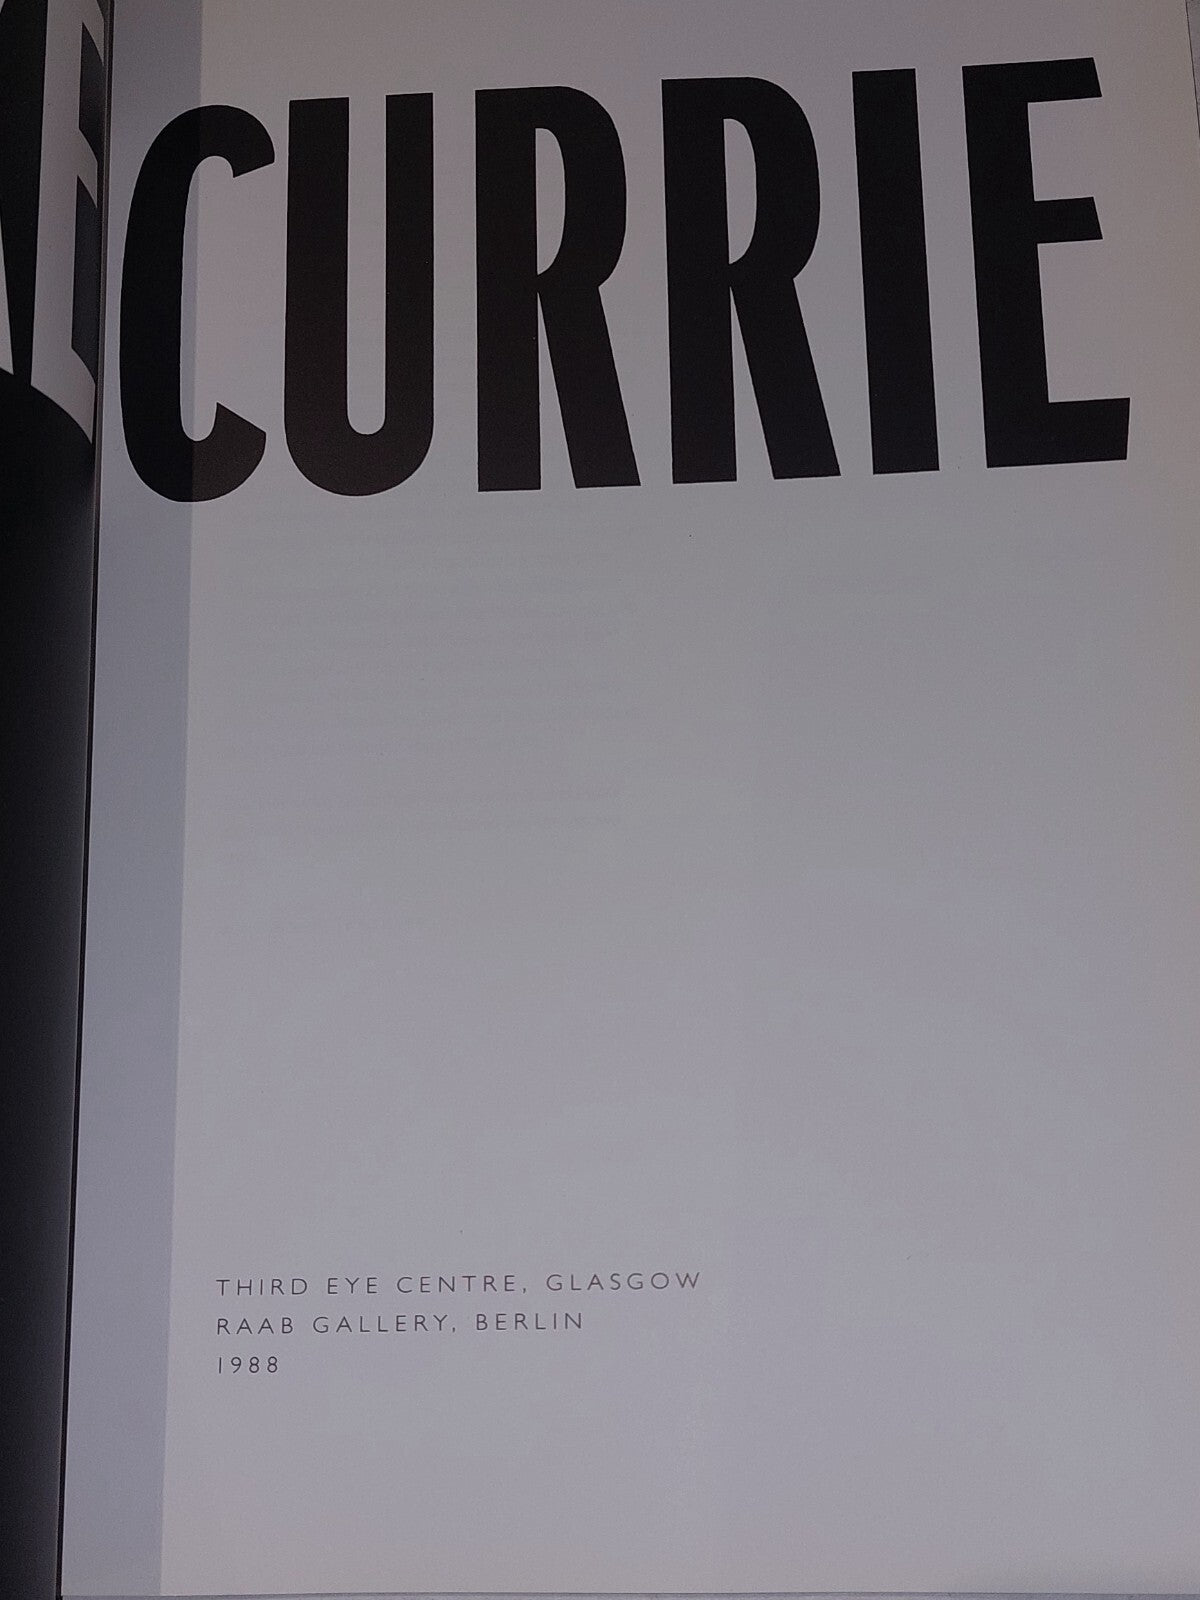 CURRIE
THIRD EYE CENTRE, GLASGOW
RAAB GALLERY, BERLIN
1988